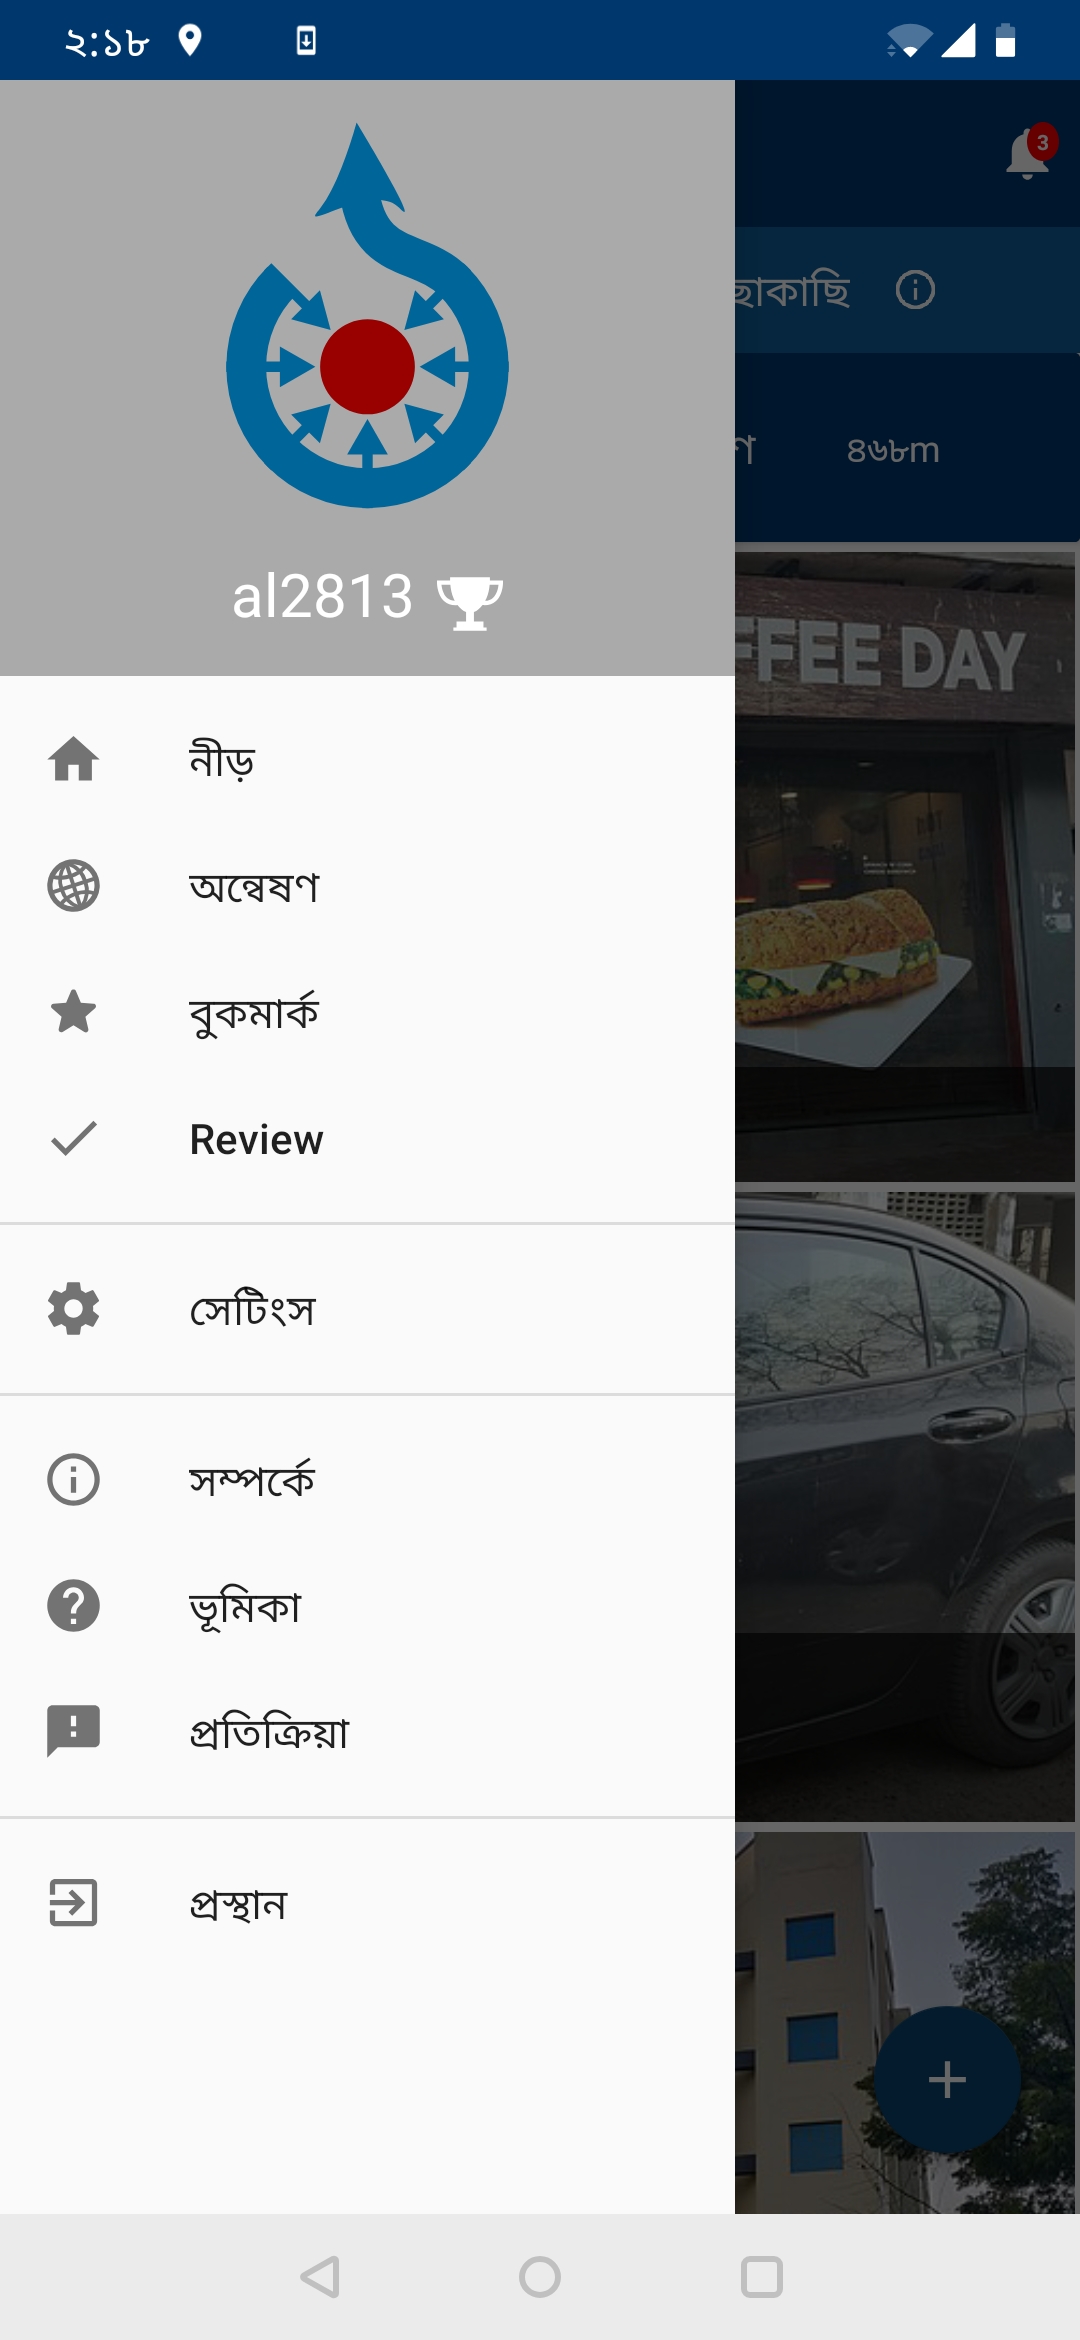 ২:১৮
3
ছাকাছি
ণ ৪৬৮m
al2813
FFEE DAY
নীড়
অন্বেষণ
বুকমার্ক
Review
সেটিংস
সম্পর্কে
ভূমিকা
প্রতিক্রিয়া
প্রস্থান